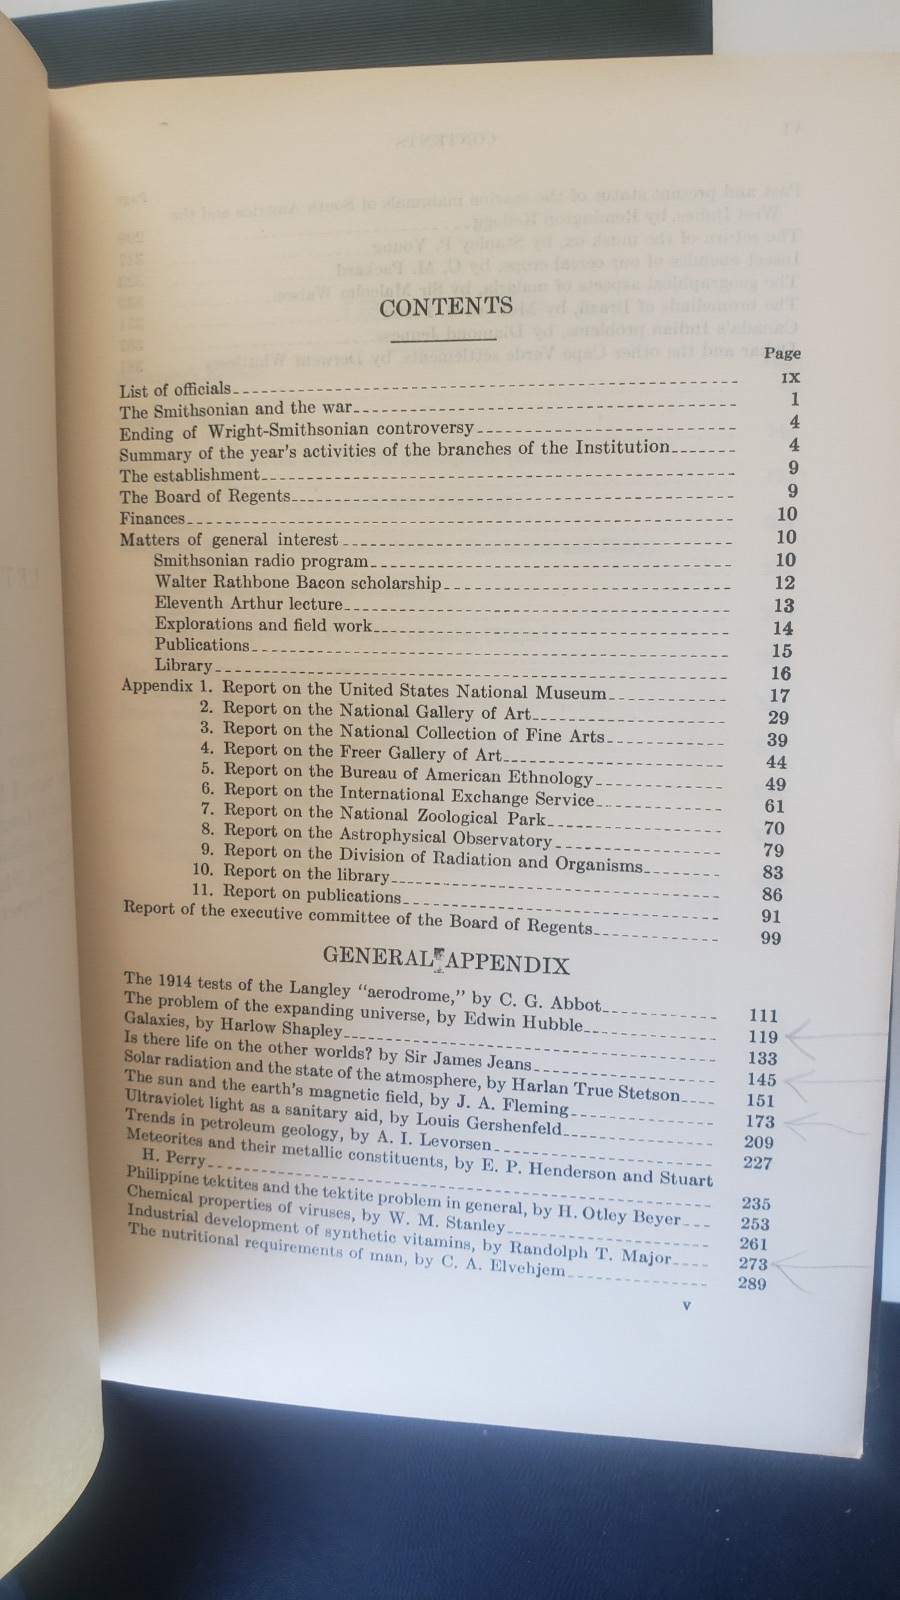 CONTENTS
Page
List of officials IX
The Smithsonian and the war 1
Ending of Wright-Smithsonian controversy 4
Summary of the year's activities of the branches of the Institution 4
The establishment 9
The Board of Regents 9
Finances 10
Matters of general interest 10
Smithsonian radio program 10
Walter Rathbone Bacon scholarship 12
Eleventh Arthur lecture 13
Explorations and field work 14
Publications 15
Library 16
Appendix 1. Report on the United States National Museum 17
2. Report on the National Gallery of Art 29
3. Report on the National Collection of Fine Arts 39
4. Report on the Freer Gallery of Art 44
5. Report on the Bureau of American Ethnology 49
6. Report on the International Exchange Service 61
7. Report on the National Zoological Park 70
8. Report on the Astrophysical Observatory 79
9. Report on the Division of Radiation and Organisms 83
10. Report on the library 86
11. Report on publications 91
Report of the executive committee of the Board of Regents 99
GENERAL APPENDIX
The 1914 tests of the Langley "aerodrome," by C. G. Abbot 111
The problem of the expanding universe, by Edwin Hubble 119
Galaxies, by Harlow Shapley 133
Is there life on the other worlds? by Sir James Jeans 145
Solar radiation and the state of the atmosphere, by Harlan True Stetson 151
The sun and the earth's magnetic field, by J. A. Fleming 173
Ultraviolet light as a sanitary aid, by Louis Gershenfeld 209
Trends in petroleum geology, by A. I. Levorsen 227
Meteorites and their metallic constituents, by E. P. Henderson and Stuart
H. Perry 235
Philippine tektites and the tektite problem in general, by H. Otley Beyer 253
Chemical properties of viruses, by W. M. Stanley 261
Industrial development of synthetic vitamins, by Randolph T. Major 273
The nutritional requirements of man, by C. A. Elvehjem 289
V